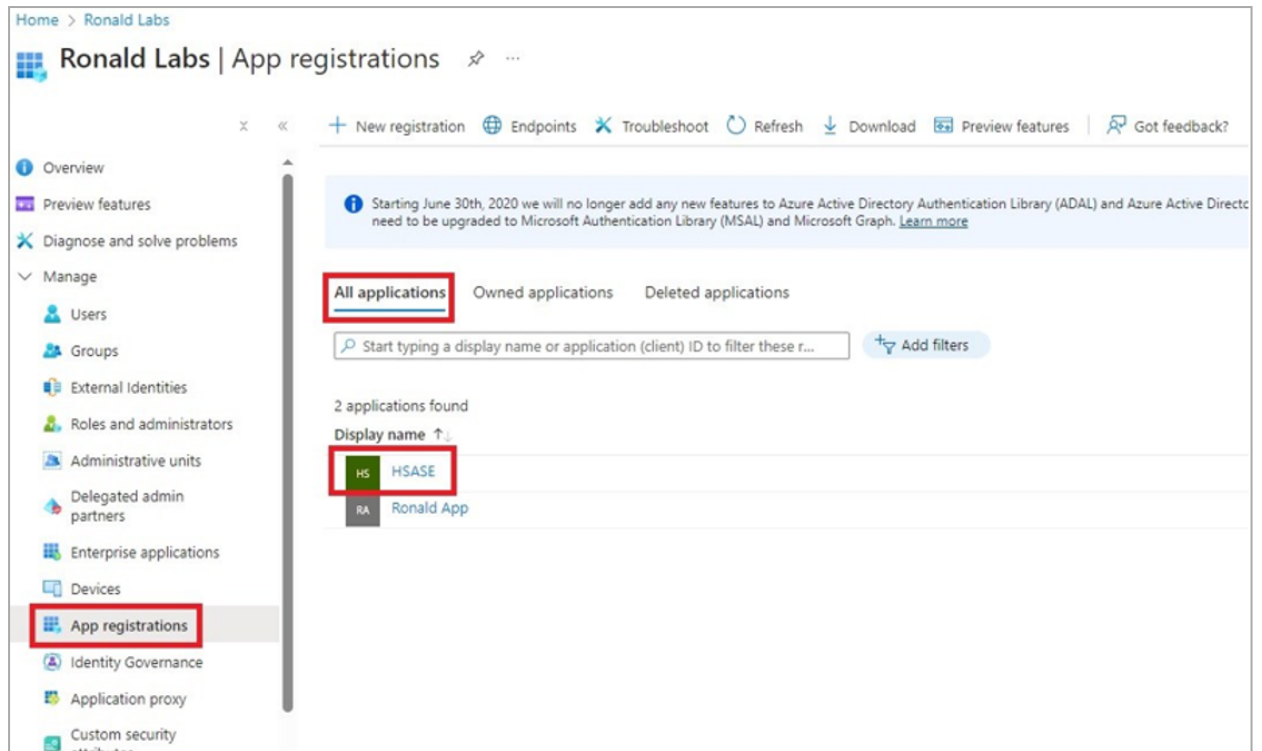 Home > Ronald Labs
Ronald Labs | App registrations
New registration Endpoints Troubleshoot Refresh Download Preview features Got feedback?
Overview
Preview features
Diagnose and solve problems
Manage
Users
Groups
External Identities
Roles and administrators
Administrative units
Delegated admin
partners
Enterprise applications
Devices
App registrations
Identity Governance
Application proxy
Custom security
Starting June 30th, 2020 we will no longer add any new features to Azure Active Directory Authentication Library (ADAL) and Azure Active Directo
need to be upgraded to Microsoft Authentication Library (MSAL) and Microsoft Graph. Learn more
All applications Owned applications Deleted applications
Start typing a display name or application (client) ID to filter these r...
Add filters
2 applications found
Display name
HS HSASE
RA Ronald App